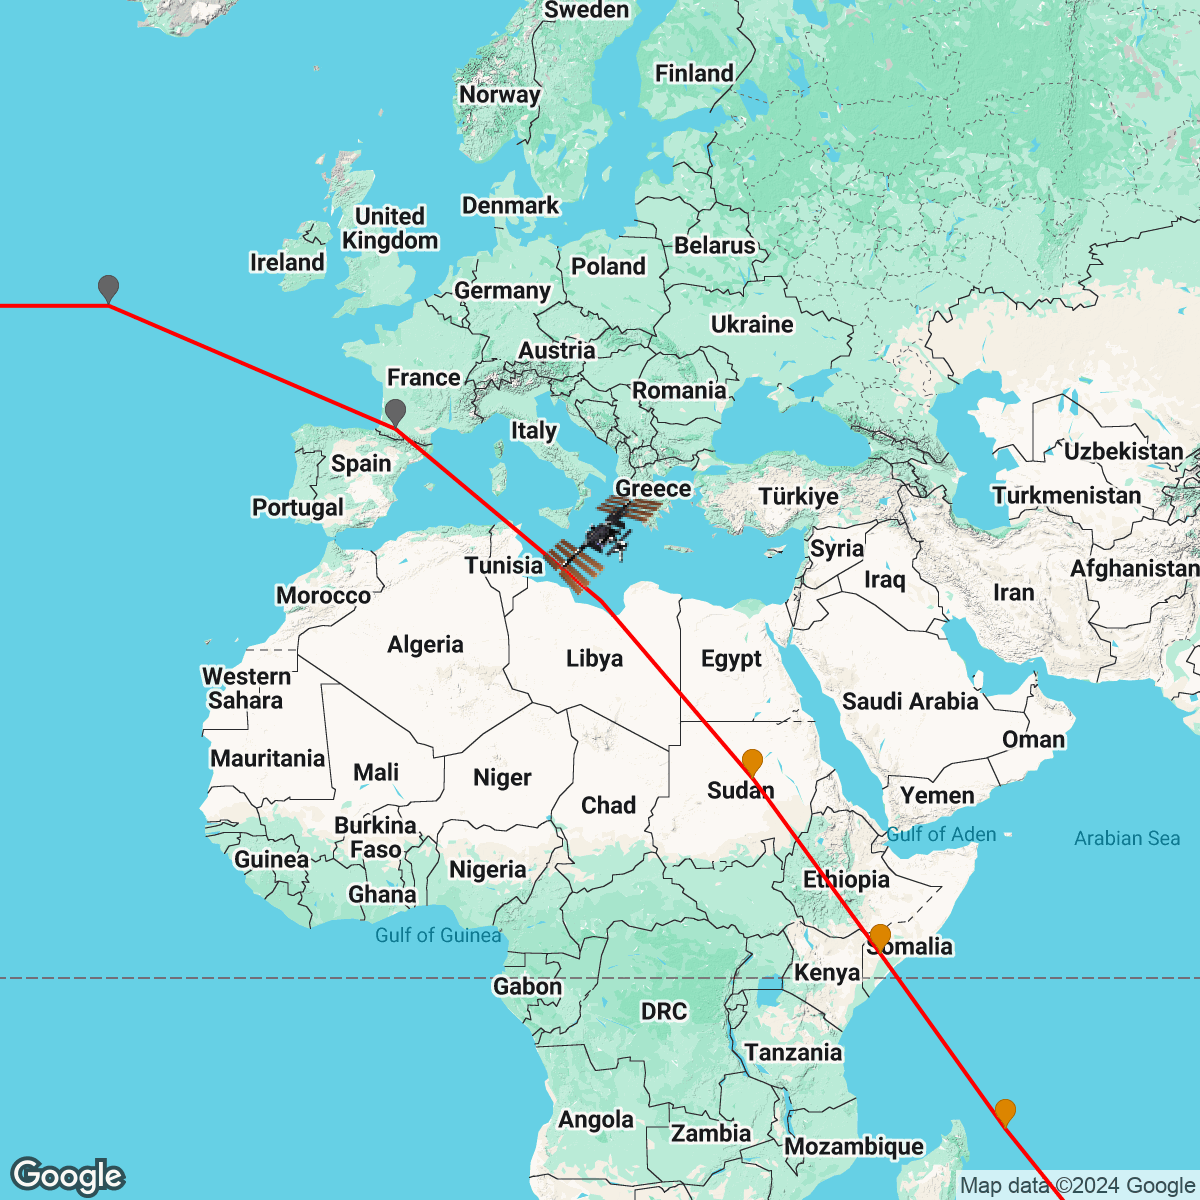 Sweden
Finland
Norway
Denmark
United
Kingdom
Belarus
Ireland
Poland
Germany
Ukraine
Austria
France
Romania
Italy
Uzbekistan
Spain
Greece
Türkiye
Turkmenistan
Portugal
Syria
Tunisia
Afghanistan
Iraq
Iran
Morocco
Algeria
Libya
Egypt
Western
Sahara
Saudi Arabia
Oman
Mauritania
Mali
Niger
Sudan
Yemen
Chad
Burkina
Faso
Gulf of Aden
Arabian Sea
Guinea
Nigeria
Ethiopia
Ghana
Gulf of Guinea
Somalia
Kenya
Gabon
DRC
Tanzania
Angola
Zambia
Mozambique
Google
Map data ©2024 Google